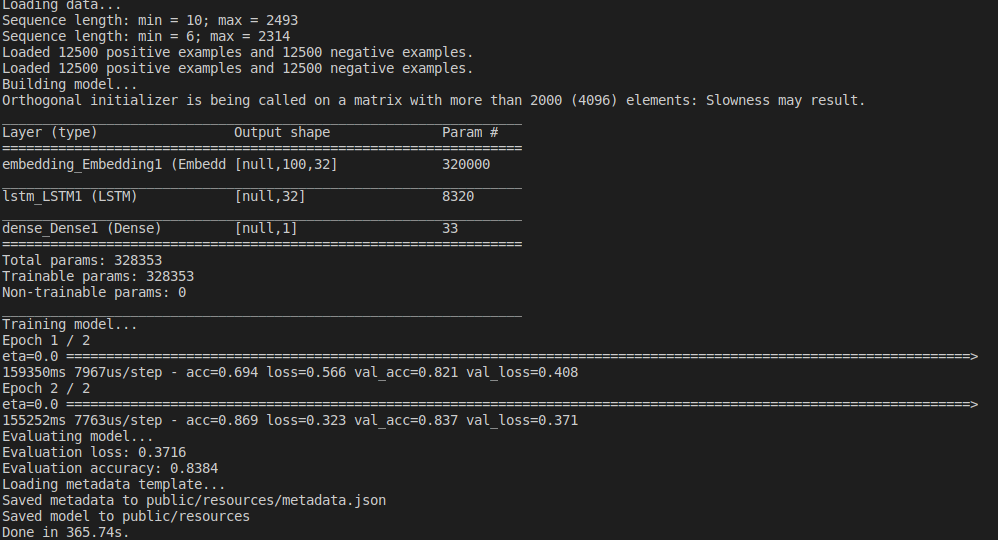 Loading data...
Sequence length: min = 10; max = 2493
Sequence length: min = 6; max = 2314
Loaded 12500 positive examples and 12500 negative examples.
Loaded 12500 positive examples and 12500 negative examples.
Building model...
Orthogonal initializer is being called on a matrix with more than 2000 (4096) elements: Slowness may result.
_________________________________________________________________
Layer (type)                 Output shape              Param #
=================================================================
embedding_Embedding1 (Embedd [null,100,32]             320000
_________________________________________________________________
lstm_LSTM1 (LSTM)            [null,32]                 8320
_________________________________________________________________
dense_Dense1 (Dense)         [null,1]                  33
=================================================================
Total params: 328353
Trainable params: 328353
Non-trainable params: 0
_________________________________________________________________
Training model...
Epoch 1 / 2
eta=0.0 =================================================================================================================>
159350ms 7967us/step - acc=0.694 loss=0.566 val_acc=0.821 val_loss=0.408
Epoch 2 / 2
eta=0.0 =================================================================================================================>
155252ms 7763us/step - acc=0.869 loss=0.323 val_acc=0.837 val_loss=0.371
Evaluating model...
Evaluation loss: 0.3716
Evaluation accuracy: 0.8384
Loading metadata template...
Saved metadata to public/resources/metadata.json
Saved model to public/resources
Done in 365.74s.